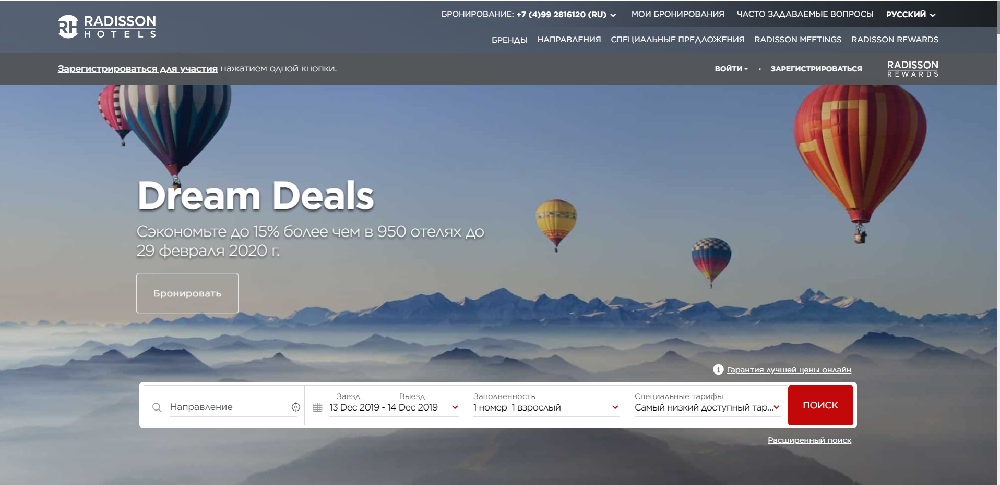 RADISSON
HOTELS
БРОНИРОВАНИЕ: +7 (4)99 2816120 (RU)
МОИ БРОНИРОВАНИЯ
ЧАСТО ЗАДАВАЕМЫЕ ВОПРОСЫ
РУССКИЙ
БРЕНДЫ
НАПРАВЛЕНИЯ
СПЕЦИАЛЬНЫЕ ПРЕДЛОЖЕНИЯ
RADISSON MEETINGS
RADISSON REWARDS
Зарегистрироваться для участия нажатием одной кнопки.
ВОЙТИ
ЗАРЕГИСТРИРОВАТЬСЯ
RADISSON
REWARDS
Dream Deals
Сэкономьте до 15% более чем в 950 отелях до
29 февраля 2020 г.
Бронировать
Гарантия лучшей цены онлайн
Направление
Заезд
Выезд
13 Dec 2019 - 14 Dec 2019
Заполненность
1 номер 1 взрослый
Специальные тарифы
Самый низкий доступный тар...
ПОИСК
Расширенный поиск